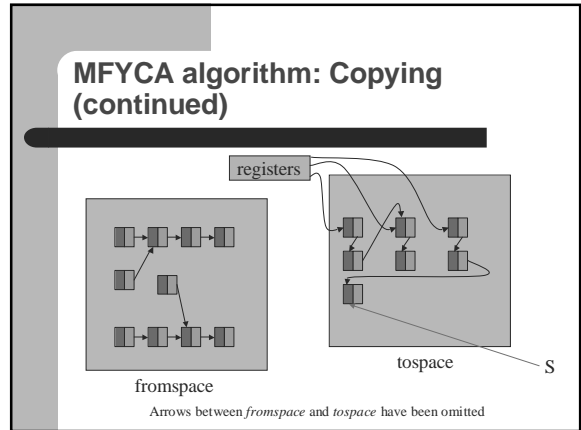 MFYCA algorithm: Copying
(continued)
registers
fromspace
tospace
S
Arrows between fromspace and tospace have been omitted